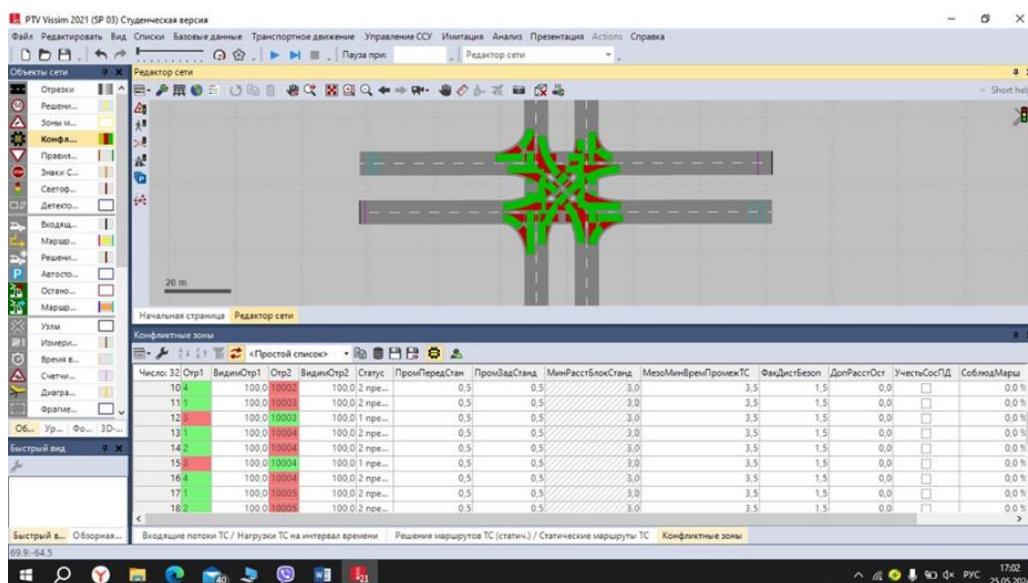 PTV Vissim 2021 (SP 03) Студенческая версия
Файл Редактировать Вид Списки Базовые данные Транспортное движение Управление ССУ Имитация Анализ Презентация Actions Справка
Пауза при: Редактор сети
Объекты сети
Редактор сети
Отрезки
Решени...
Зоны м...
Конфл...
Правил...
Знаки С...
Светоф...
Детекто...
Входящ...
Маршр...
Решени...
Автосто...
Остано...
Маршр...
Узлы
Измери...
Время в...
Счетчи...
Диагра...
Фрагме...
Об... Ур... Фо... 3D-...
Short hel
20 m
Начальная страница Редактор сети
Конфликтные зоны
<Простой список>
Число: 32 Отр1 ВидимОтр1 Отр2 ВидимОтр2 Статус ПромПередСтан ПромЗадСтанд МинРасстБлокСтанд МезоМинВремПромежТС ФакДистБезоп ДопРасстОст УчестьСосПД СоблюдМарш
10 4 100,0 10002 100,0 2 пре... 0,5 0,5 3,0 3,5 1,5 0,0 0,0 %
11 1 100,0 10003 100,0 2 пре... 0,5 0,5 3,0 3,5 1,5 0,0 0,0 %
12 3 100,0 10003 100,0 1 пре... 0,5 0,5 3,0 3,5 1,5 0,0 0,0 %
13 1 100,0 10004 100,0 2 пре... 0,5 0,5 3,0 3,5 1,5 0,0 0,0 %
14 2 100,0 10004 100,0 2 пре... 0,5 0,5 3,0 3,5 1,5 0,0 0,0 %
15 3 100,0 10004 100,0 1 пре... 0,5 0,5 3,0 3,5 1,5 0,0 0,0 %
16 4 100,0 10004 100,0 2 пре... 0,5 0,5 3,0 3,5 1,5 0,0 0,0 %
17 1 100,0 10005 100,0 2 пре... 0,5 0,5 3,0 3,5 1,5 0,0 0,0 %
18 2 100,0 10005 100,0 2 пре... 0,5 0,5 3,0 3,5 1,5 0,0 0,0 %
Быстрый вид
Быстрый в... Обзорная...
Входящие потоки ТС / Нагрузки ТС на интервал времени Решения маршрутов ТС (статич.) / Статические маршруты ТС Конфликтные зоны
69.9:-64.5
40
РУС
17:02